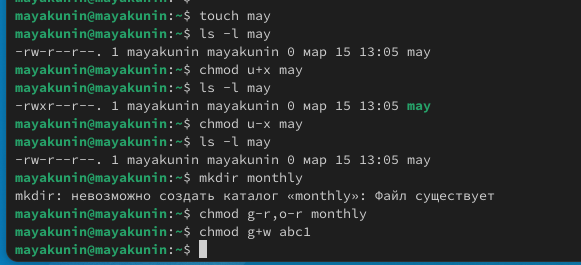 mayakunin@mayakunin:~$
mayakunin@mayakunin:~$ touch may
mayakunin@mayakunin:~$ ls -l may
-rw-r--r--. 1 mayakunin mayakunin 0 мар 15 13:05 may
mayakunin@mayakunin:~$ chmod u+x may
mayakunin@mayakunin:~$ ls -l may
-rwxr--r--. 1 mayakunin mayakunin 0 мар 15 13:05 may
mayakunin@mayakunin:~$ chmod u-x may
mayakunin@mayakunin:~$ ls -l may
-rw-r--r--. 1 mayakunin mayakunin 0 мар 15 13:05 may
mayakunin@mayakunin:~$ mkdir monthly
mkdir: невозможно создать каталог «monthly»: Файл существует
mayakunin@mayakunin:~$ chmod g-r,o-r monthly
mayakunin@mayakunin:~$ chmod g+w abc1
mayakunin@mayakunin:~$